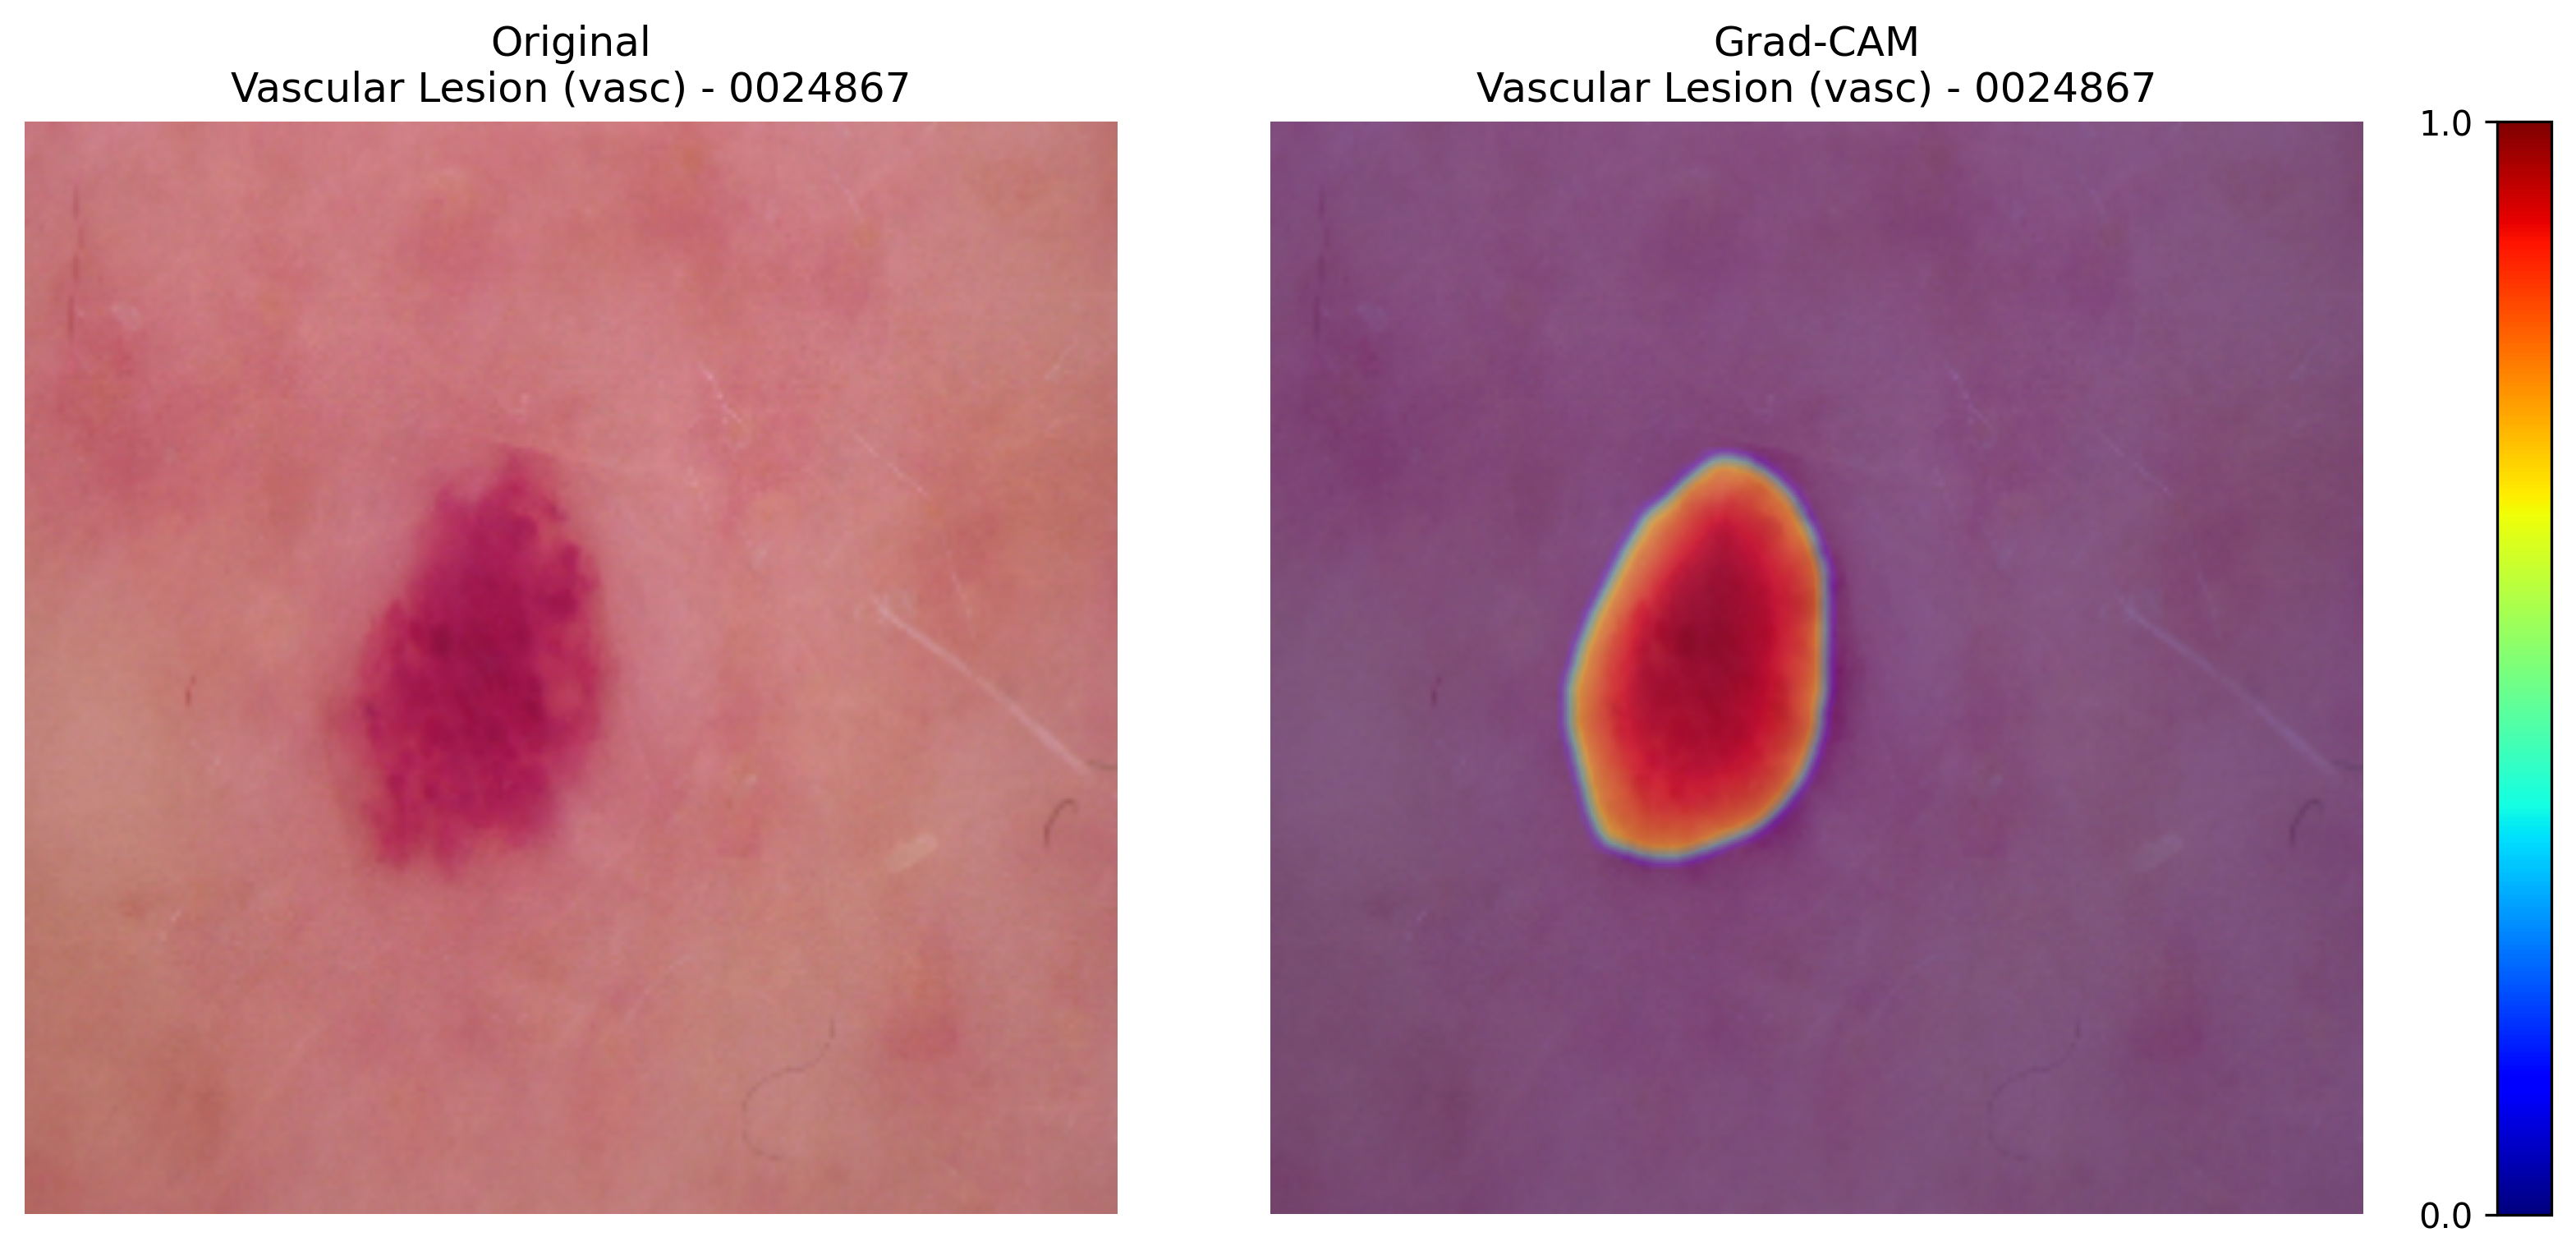 Original
Vascular Lesion (vasc) - 0024867
Grad-CAM
Vascular Lesion (vasc) - 0024867
1.0
0.0